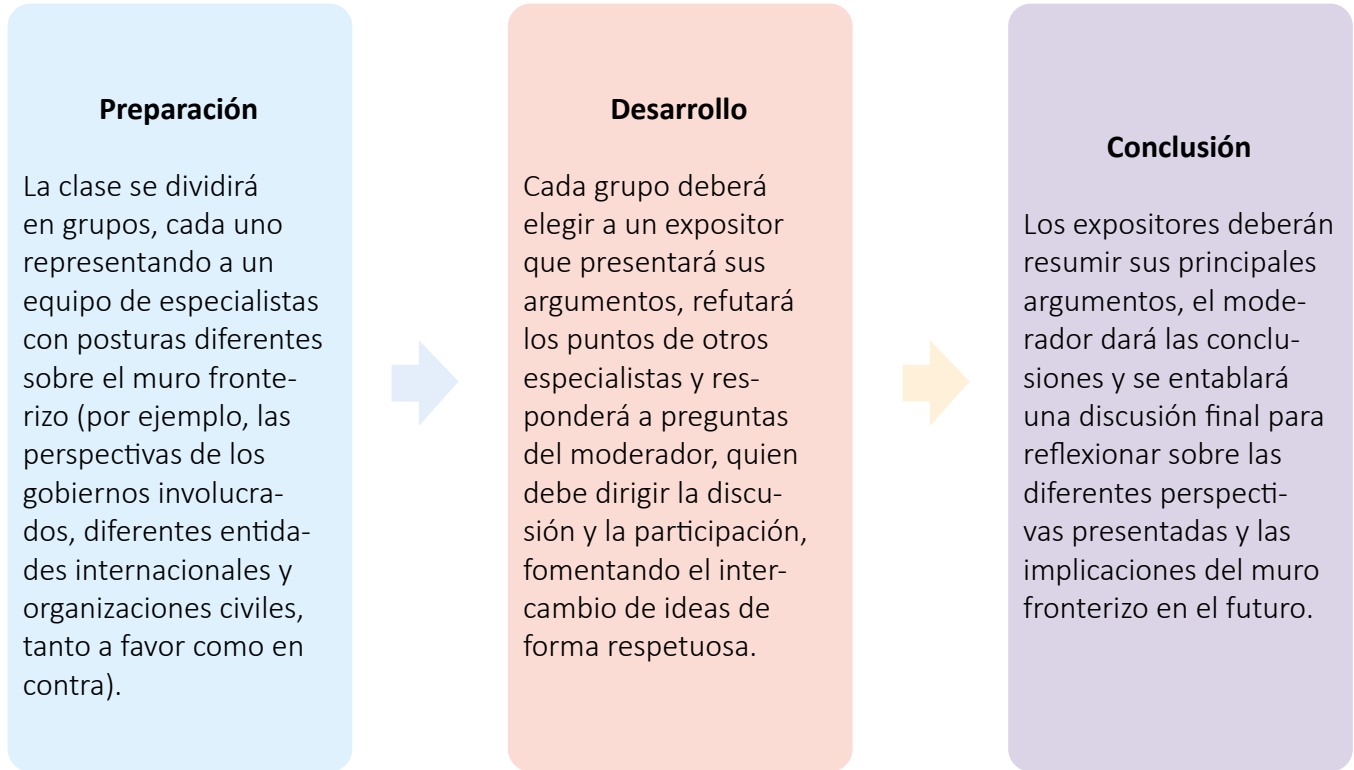 Preparación
La clase se dividirá
en grupos, cada uno
representando a un
equipo de especialistas
con posturas diferentes
sobre el muro fronte-
rizo (por ejemplo, las
perspectivas de los
gobiernos involucra-
dos, diferentes entida-
des internacionales y
organizaciones civiles,
tanto a favor como en
contra).
Desarrollo
Cada grupo deberá
elegir a un expositor
que presentará sus
argumentos, refutará
los puntos de otros
especialistas y res-
ponderá a preguntas
del moderador, quien
debe dirigir la discu-
sión y la participación,
fomentando el inter-
cambio de ideas de
forma respetuosa.
Conclusión
Los expositores deberán
resumir sus principales
argumentos, el mode-
rador dará las conclu-
siones y se entablará
una discusión final para
reflexionar sobre las
diferentes perspecti-
vas presentadas y las
implicaciones del muro
fronterizo en el futuro.